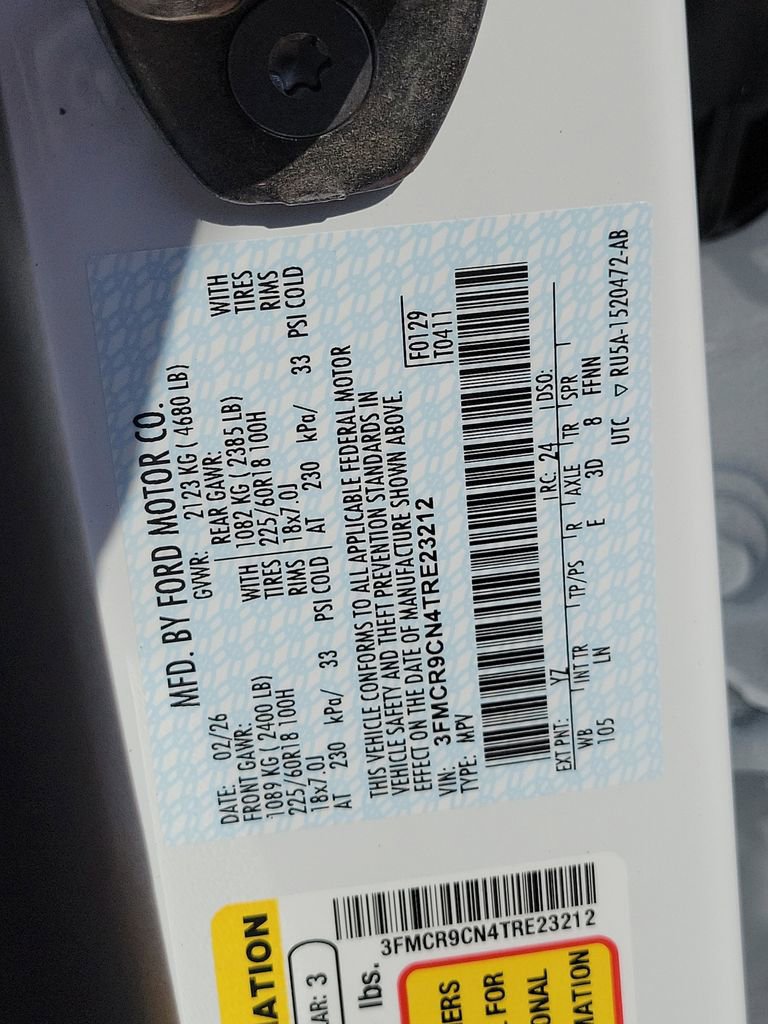 MFD. BY FORD MOTOR CO.
DATE: 02/26 GVWR: 2123 KG ( 4680 LB)
FRONT GAWR: REAR GAWR:
1089 KG ( 2400 LB) WITH 1082 KG ( 2385 LB) WITH
225/60R18 100H TIRES 225/60R18 100H TIRES
18x7.0J RIMS 18x7.0J RIMS
AT 230 kPa/ 33 PSI COLD AT 230 kPa/ 33 PSI COLD
THIS VEHICLE CONFORMS TO ALL APPLICABLE FEDERAL MOTOR
VEHICLE SAFETY AND THEFT PREVENTION STANDARDS IN
EFFECT ON THE DATE OF MANUFACTURE SHOWN ABOVE.
VIN: 3FMCR9CN4TRE23212
TYPE: MPV
F0129
T0411
EXT PNT: YZ RC: 24 DSO:
WB INT TR TP/PS R AXLE TR SPR
105 LN E 3D 8 FFNN
UTC ▽ RU5A-1520472-AB
3FMCR9CN4TRE23212
ATION
AR: 3
lbs.
ERS
FOR
ONAL
MATION